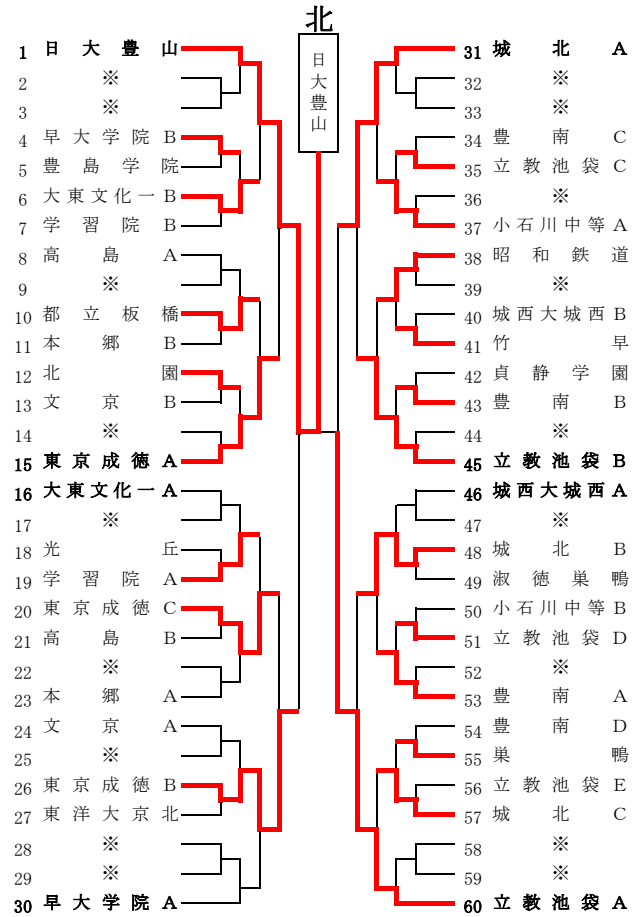 北
日大豊山
1 日大豊山
2 ※
3 ※
4 早大学院B
5 豊島学院
6 大東文化一B
7 学習院B
8 高島A
9 ※
10 都立板橋
11 本郷B
12 北園
13 文京B
14 ※
15 東京成徳A
16 大東文化一A
17 ※
18 光丘
19 学習院A
20 東京成徳C
21 高島B
22 ※
23 本郷A
24 文京A
25 ※
26 東京成徳B
27 東洋大京北
28 ※
29 ※
30 早大学院A
31 城北A
32 ※
33 ※
34 豊南C
35 立教池袋C
36 ※
37 小石川中等A
38 昭和鉄道
39 ※
40 城西大城西B
41 竹早
42 貞静学園
43 豊南B
44 ※
45 立教池袋B
46 城西大城西A
47 ※
48 城北B
49 淑徳巣鴨
50 小石川中等B
51 立教池袋D
52 ※
53 豊南A
54 豊南D
55 巣鴨
56 立教池袋E
57 城北C
58 ※
59 ※
60 立教池袋A